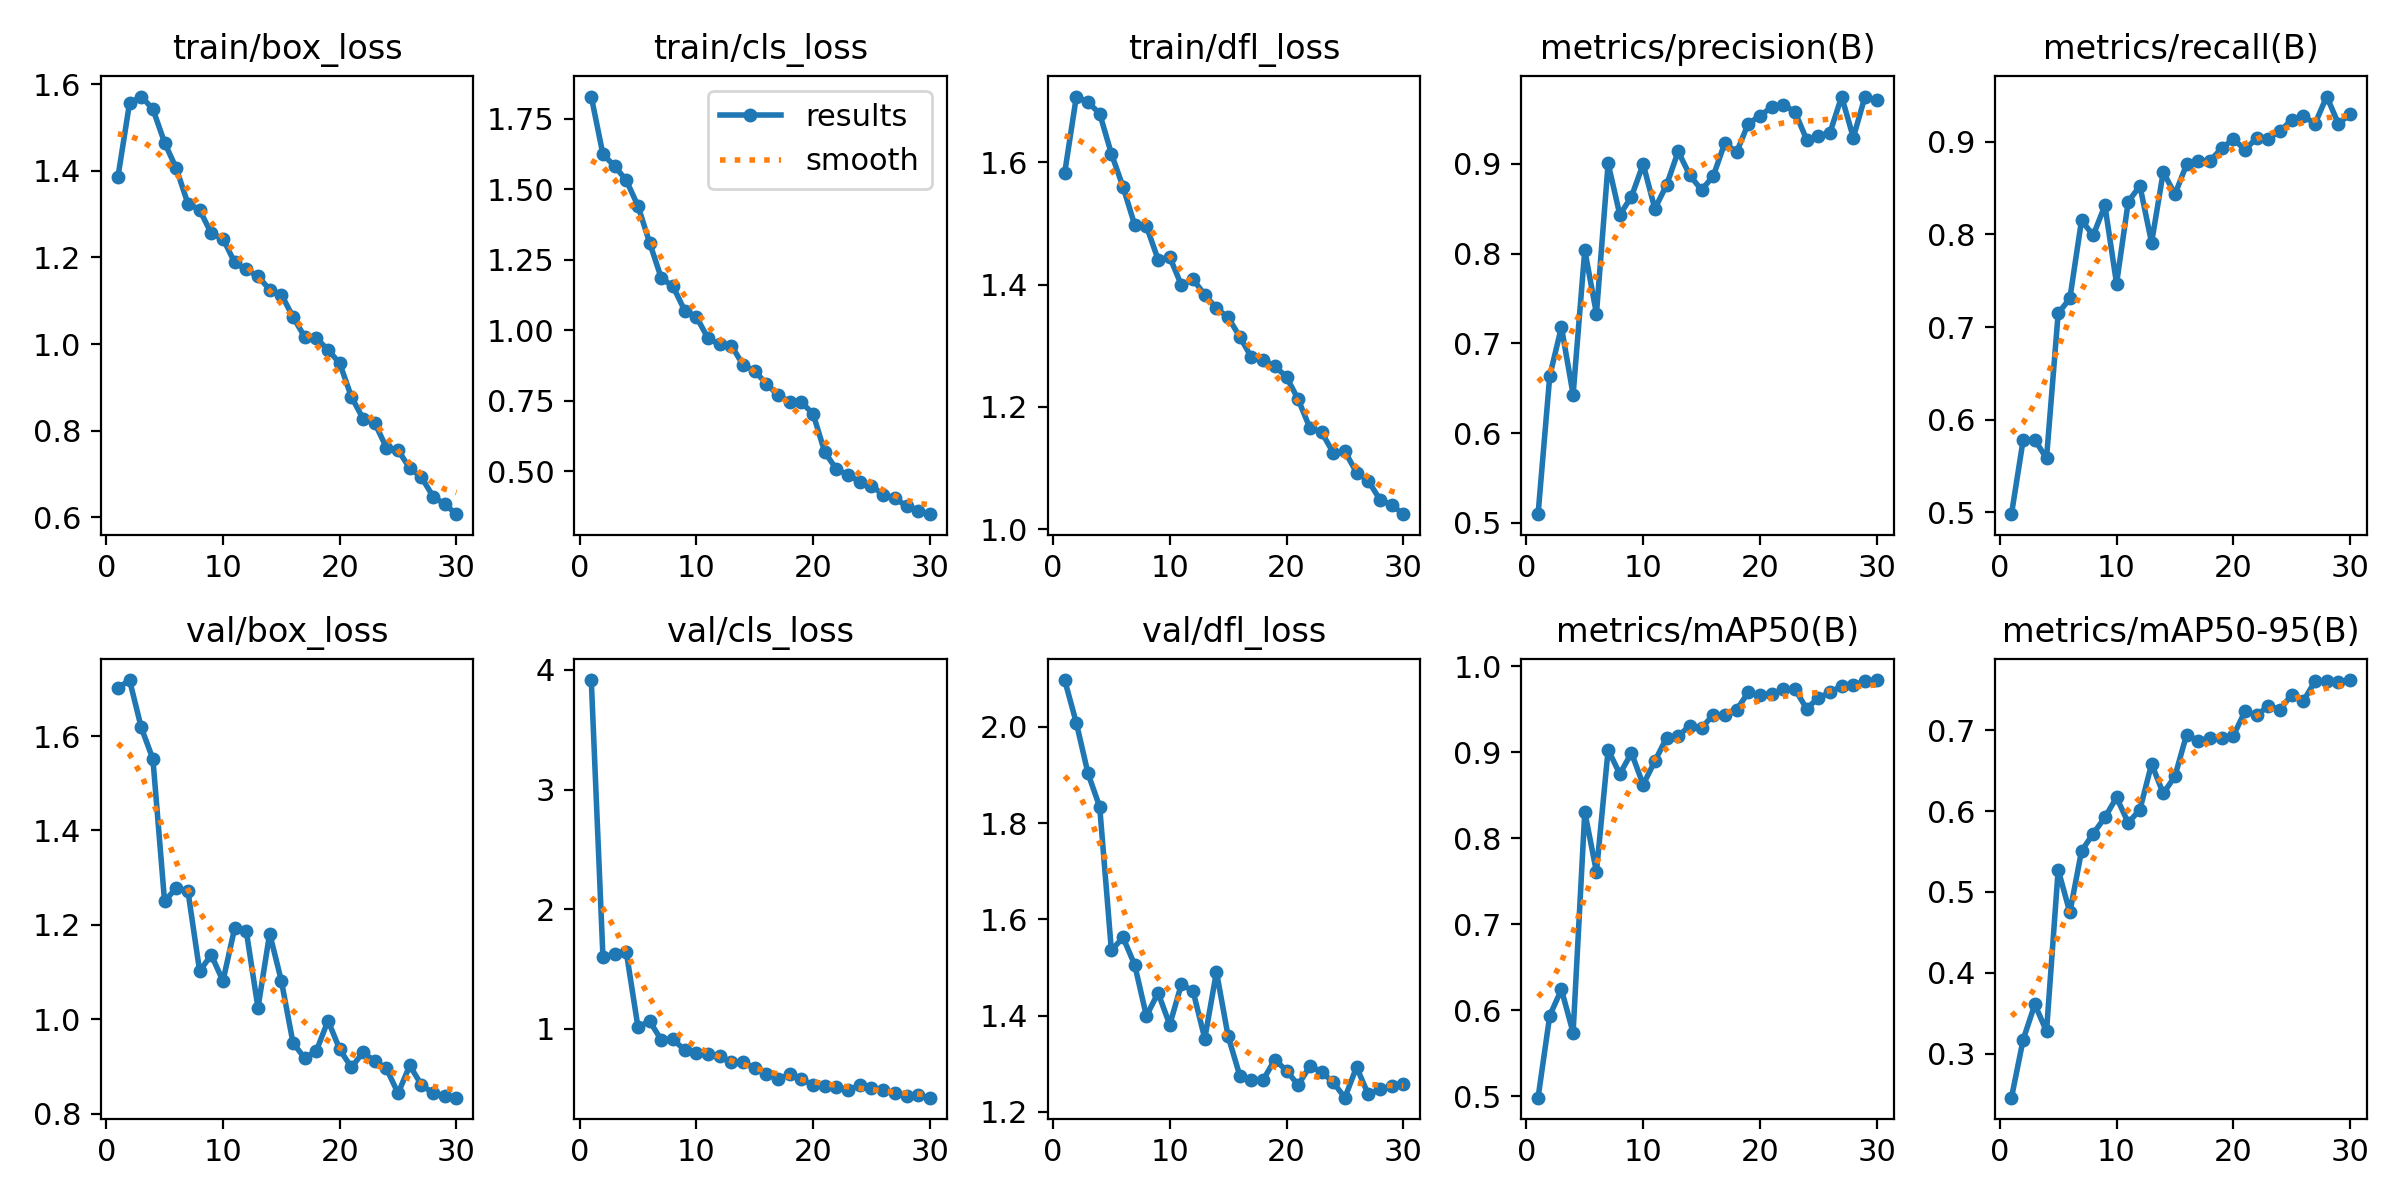 train/box_loss
1.6
1.4
1.2
1.0
0.8
0.6
0 10 20 30
train/cls_loss
results
smooth
1.75
1.50
1.25
1.00
0.75
0.50
0 10 20 30
train/dfl_loss
1.6
1.4
1.2
1.0
0 10 20 30
metrics/precision(B)
0.9
0.8
0.7
0.6
0.5
0 10 20 30
metrics/recall(B)
0.9
0.8
0.7
0.6
0.5
0 10 20 30
val/box_loss
1.6
1.4
1.2
1.0
0.8
0 10 20 30
val/cls_loss
4
3
2
1
0 10 20 30
val/dfl_loss
2.0
1.8
1.6
1.4
1.2
0 10 20 30
metrics/mAP50(B)
1.0
0.9
0.8
0.7
0.6
0.5
0 10 20 30
metrics/mAP50-95(B)
0.7
0.6
0.5
0.4
0.3
0 10 20 30